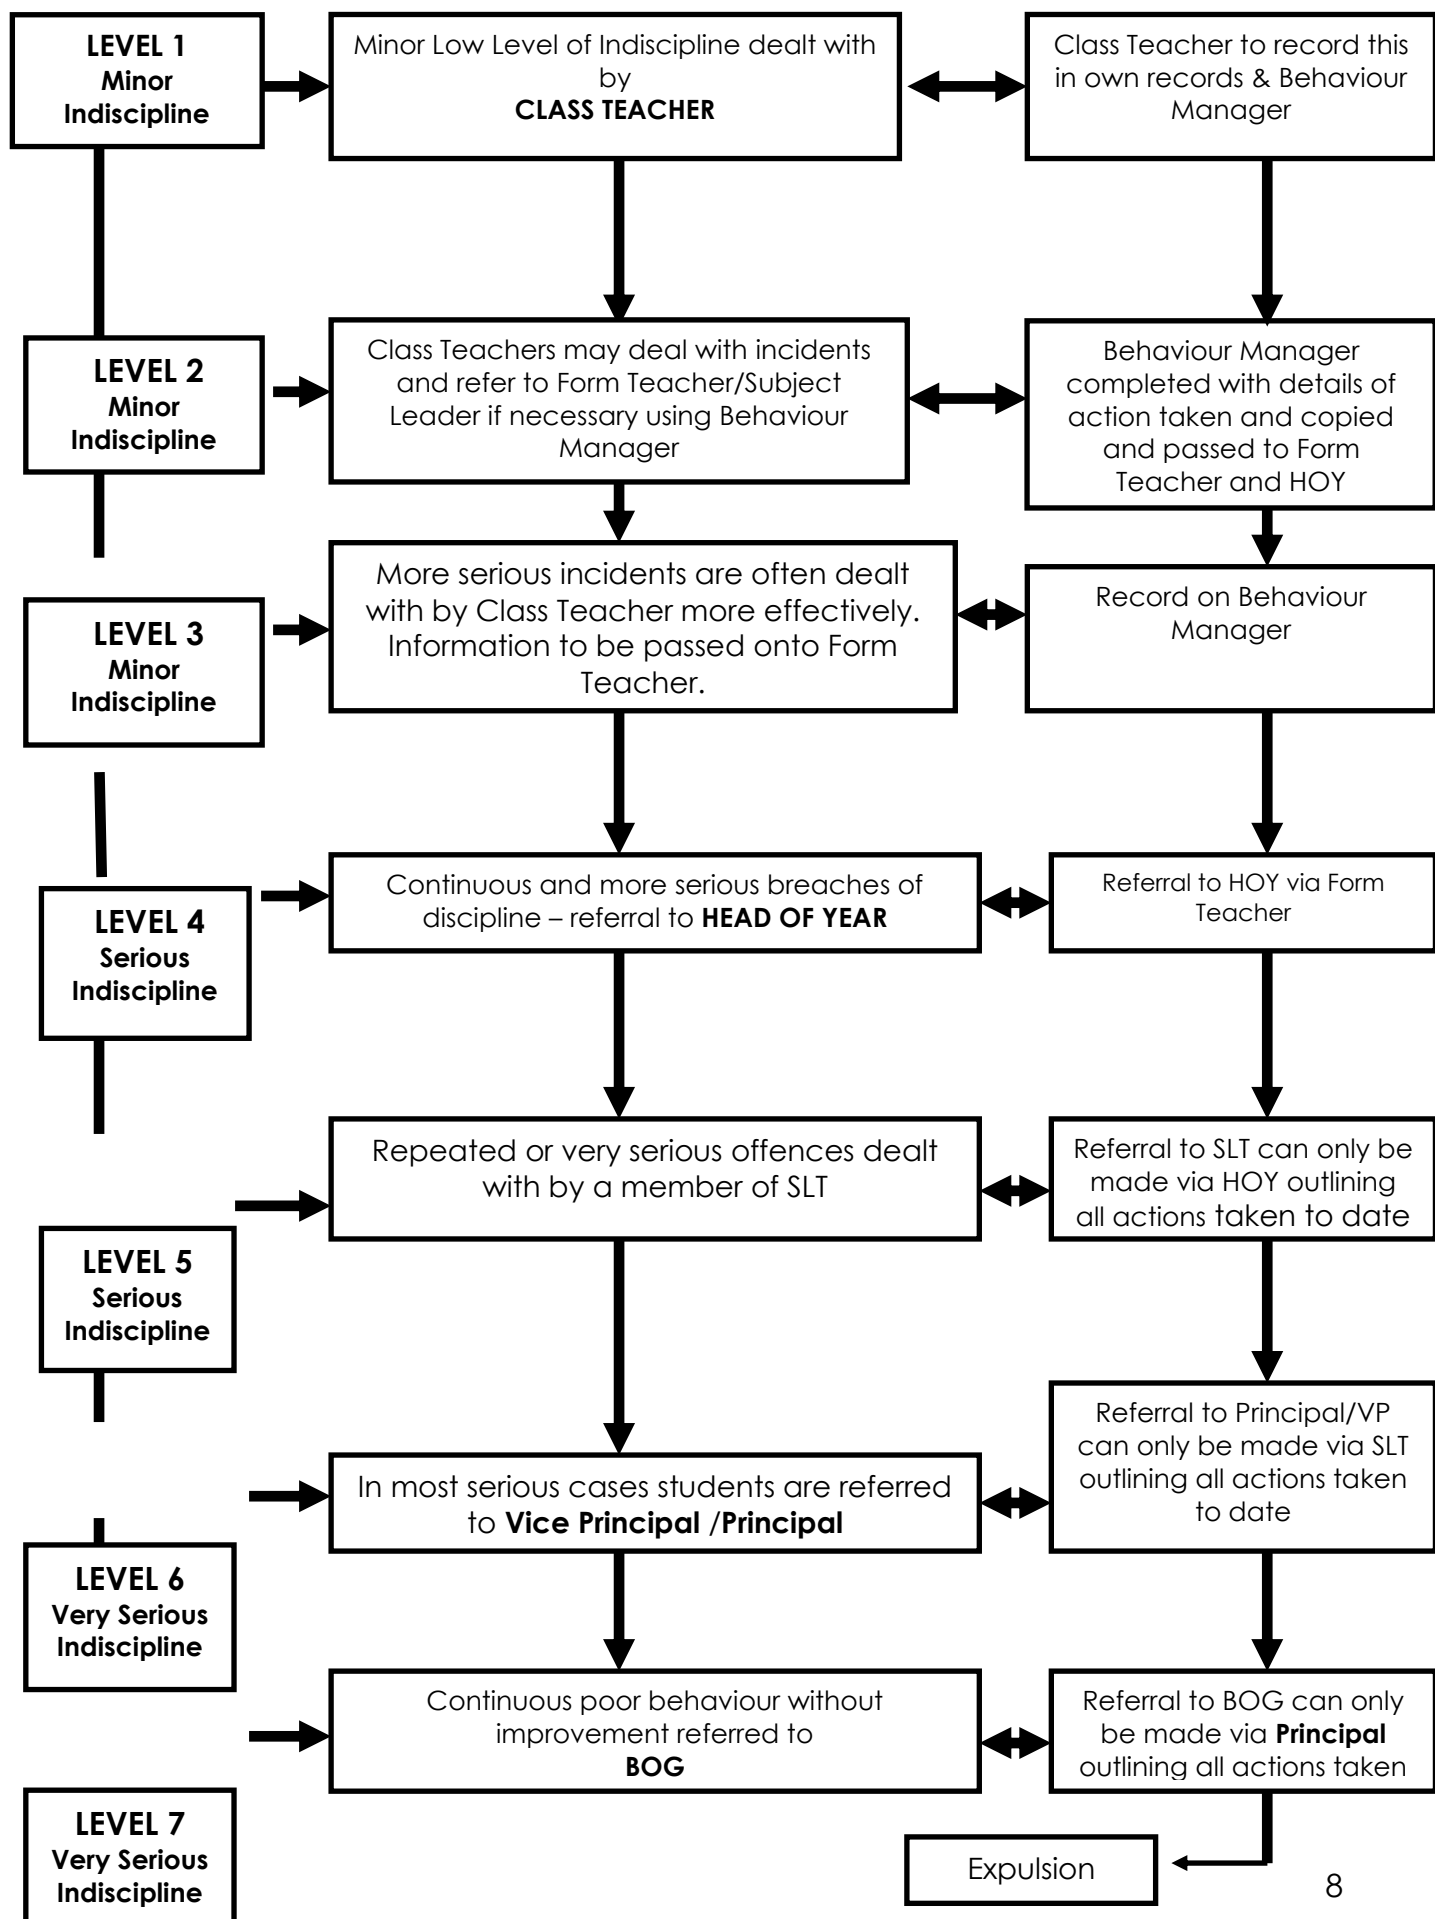 LEVEL 1
Minor
Indiscipline
Minor Low Level of Indiscipline dealt with
by
CLASS TEACHER
Class Teacher to record this
in own records & Behaviour
Manager
LEVEL 2
Minor
Indiscipline
Class Teachers may deal with incidents
and refer to Form Teacher/Subject
Leader if necessary using Behaviour
Manager
Behaviour Manager
completed with details of
action taken and copied
and passed to Form
Teacher and HOY
LEVEL 3
Minor
Indiscipline
More serious incidents are often dealt
with by Class Teacher more effectively.
Information to be passed onto Form
Teacher.
Record on Behaviour
Manager
LEVEL 4
Serious
Indiscipline
Continuous and more serious breaches of
discipline – referral to HEAD OF YEAR
Referral to HOY via Form
Teacher
LEVEL 5
Serious
Indiscipline
Repeated or very serious offences dealt
with by a member of SLT
Referral to SLT can only be
made via HOY outlining
all actions taken to date
LEVEL 6
Very Serious
Indiscipline
In most serious cases students are referred
to Vice Principal /Principal
Referral to Principal/VP
can only be made via SLT
outlining all actions taken
to date
LEVEL 7
Very Serious
Indiscipline
Continuous poor behaviour without
improvement referred to
BOG
Referral to BOG can only
be made via Principal
outlining all actions taken
Expulsion
8